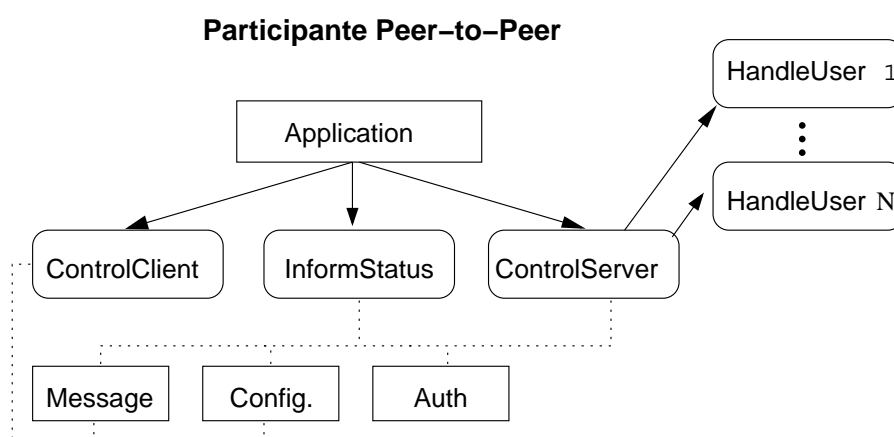 Participante Peer−to−Peer
HandleUser 1
Application
HandleUser N
ControlClient
InformStatus
ControlServer
Message
Config.
Auth